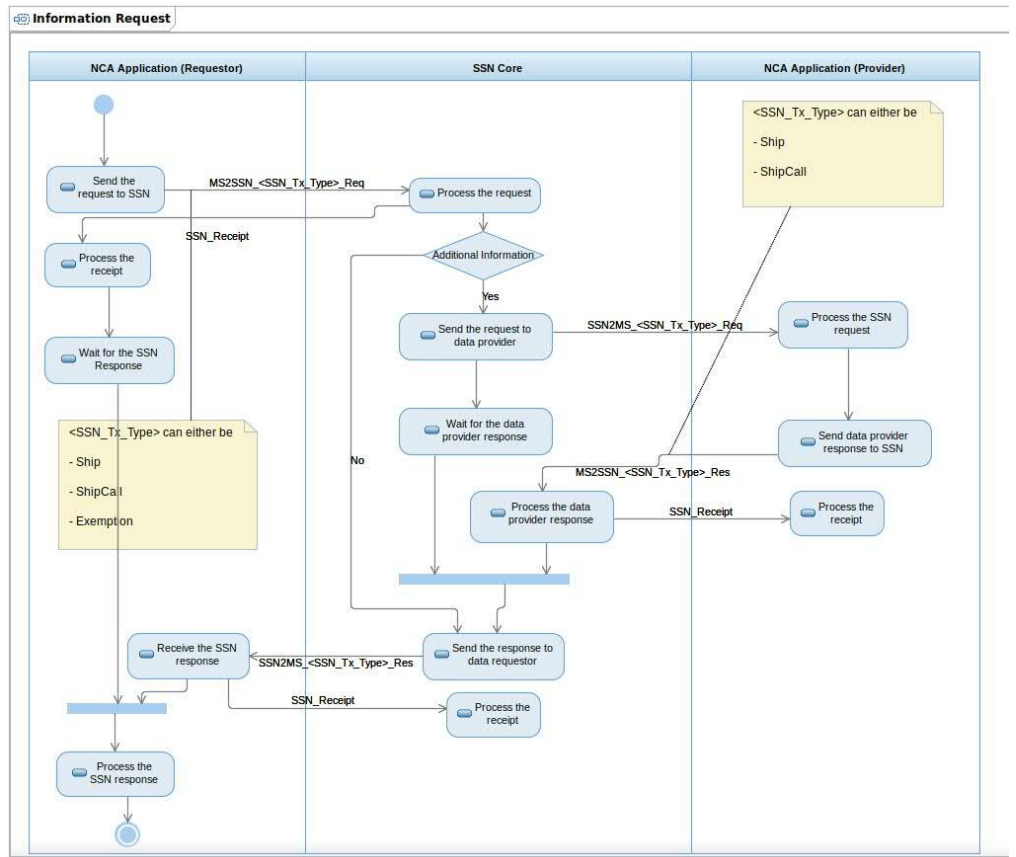 Information Request
NCA Application (Requestor)
SSN Core
NCA Application (Provider)
<SSN_Tx_Type> can either be
- Ship
- ShipCall
Send the
request to SSN
MS2SSN_<SSN_Tx_Type>_Req
Process the request
SSN_Receipt
Process the
receipt
Additional Information
Yes
Send the request to
data provider
SSN2MS_<SSN_Tx_Type>_Req
Process the SSN
request
Wait for the SSN
Response
Wait for the data
provider response
Send data provider
response to SSN
<SSN_Tx_Type> can either be
- Ship
- ShipCall
- Exemption
No
MS2SSN_<SSN_Tx_Type>_Res
Process the data
provider response
SSN_Receipt
Process the
receipt
Receive the SSN
response
SSN2MS_<SSN_Tx_Type>_Res
Send the response to
data requestor
SSN_Receipt
Process the
receipt
Process the
SSN response